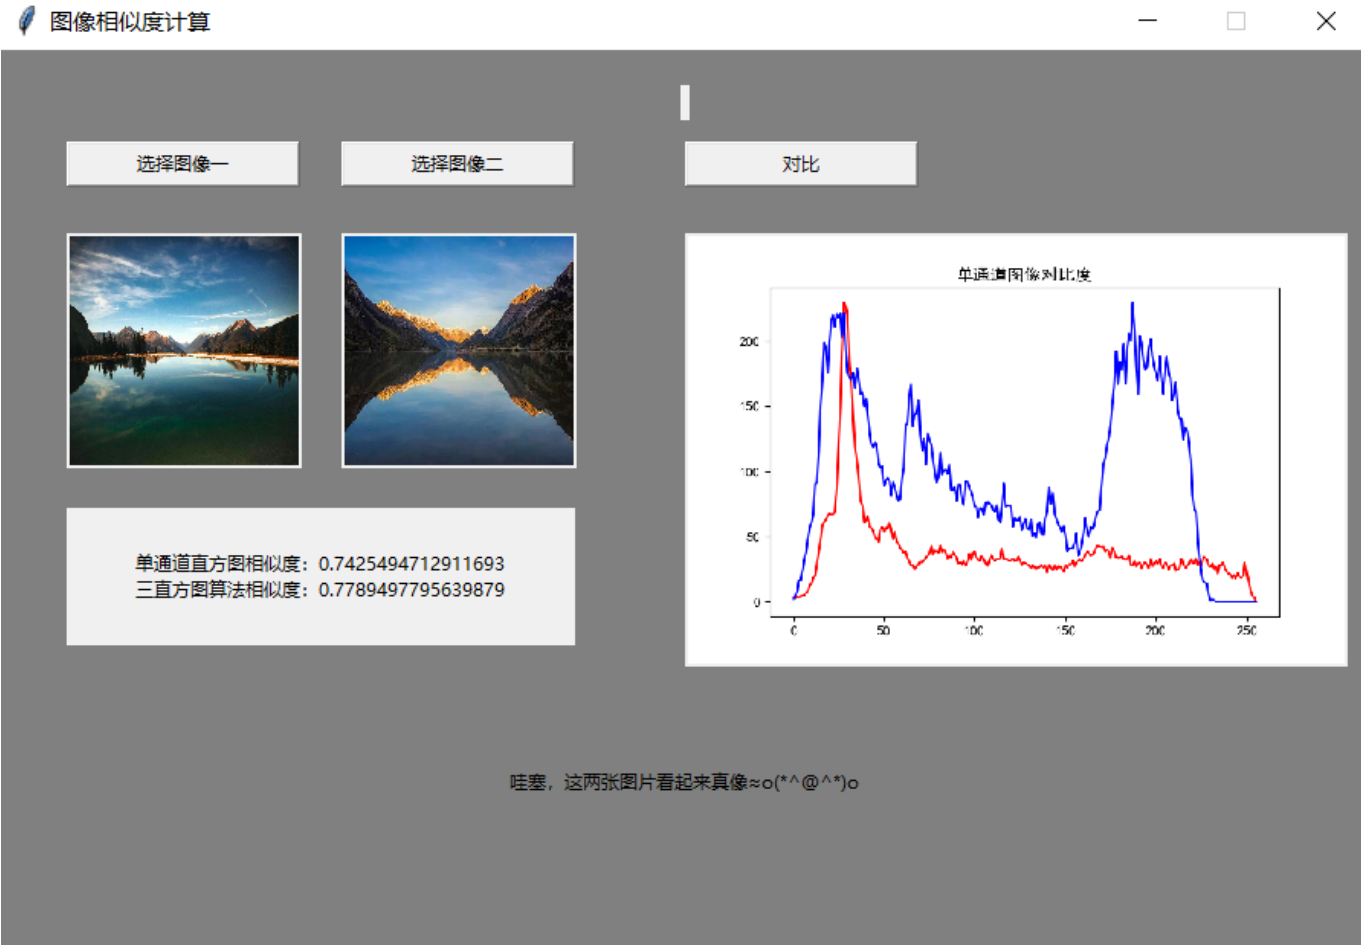 图像相似度计算
选择图像一
选择图像二
对比
单通道图像对比度
200
150
100
50
0
0
50
100
150
200
250
单通道直方图相似度：0.7425494712911693
三直方图算法相似度：0.7789497795639879
哇塞，这两张图片看起来真像≈o(*^@^*)o